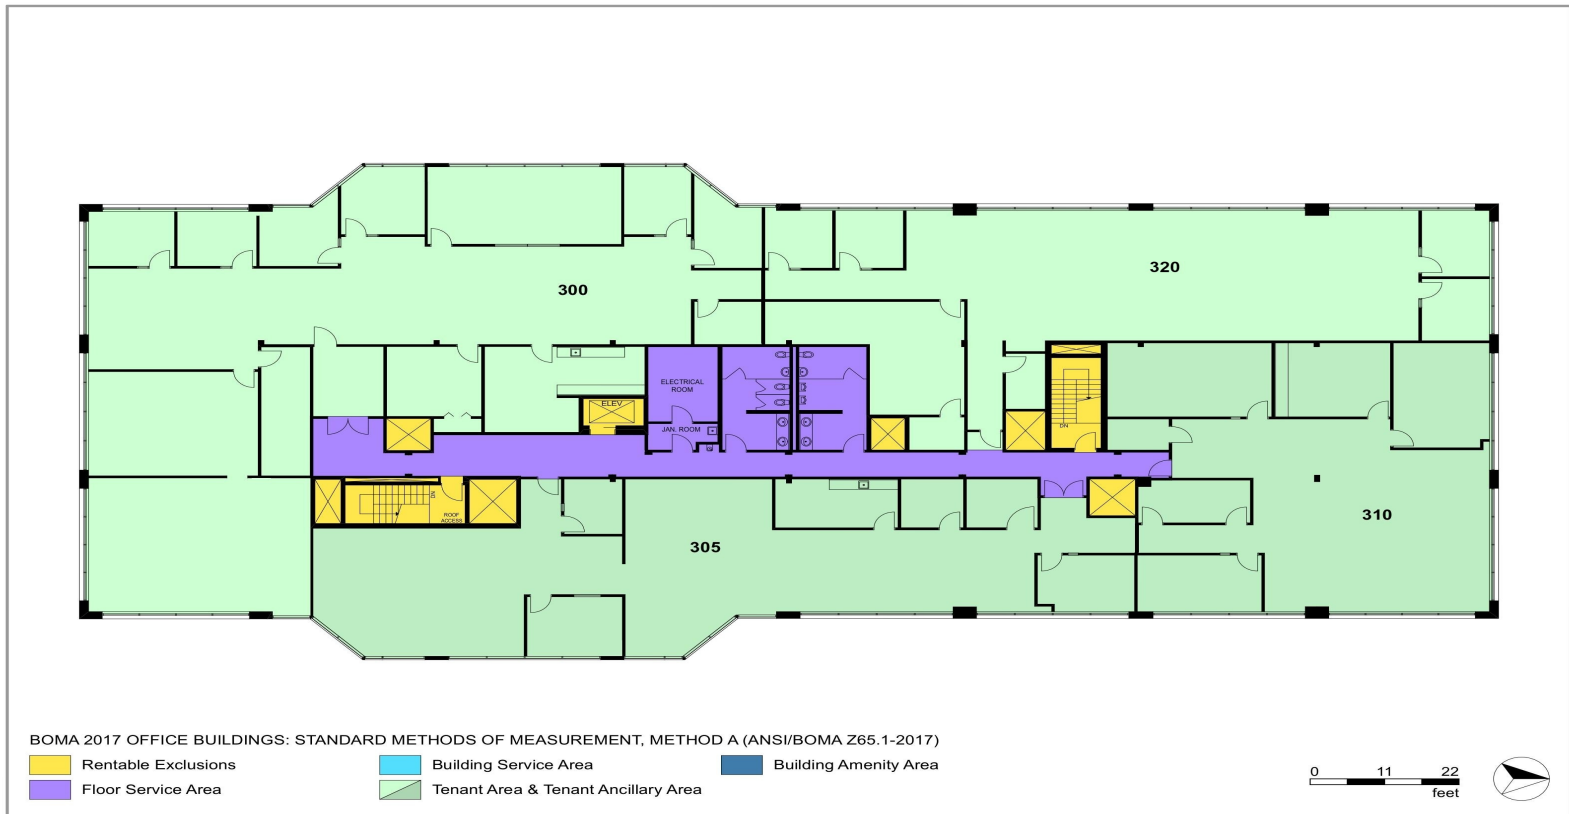 320
300
ELECTRICAL
ROOM
ELEV
JAN. ROOM
DN
DN
ROOF
ACCESS
310
305
BOMA 2017 OFFICE BUILDINGS: STANDARD METHODS OF MEASUREMENT, METHOD A (ANSI/BOMA Z65.1-2017)
Rentable Exclusions
Building Service Area
Building Amenity Area
Floor Service Area
Tenant Area & Tenant Ancillary Area
0 11 22
feet